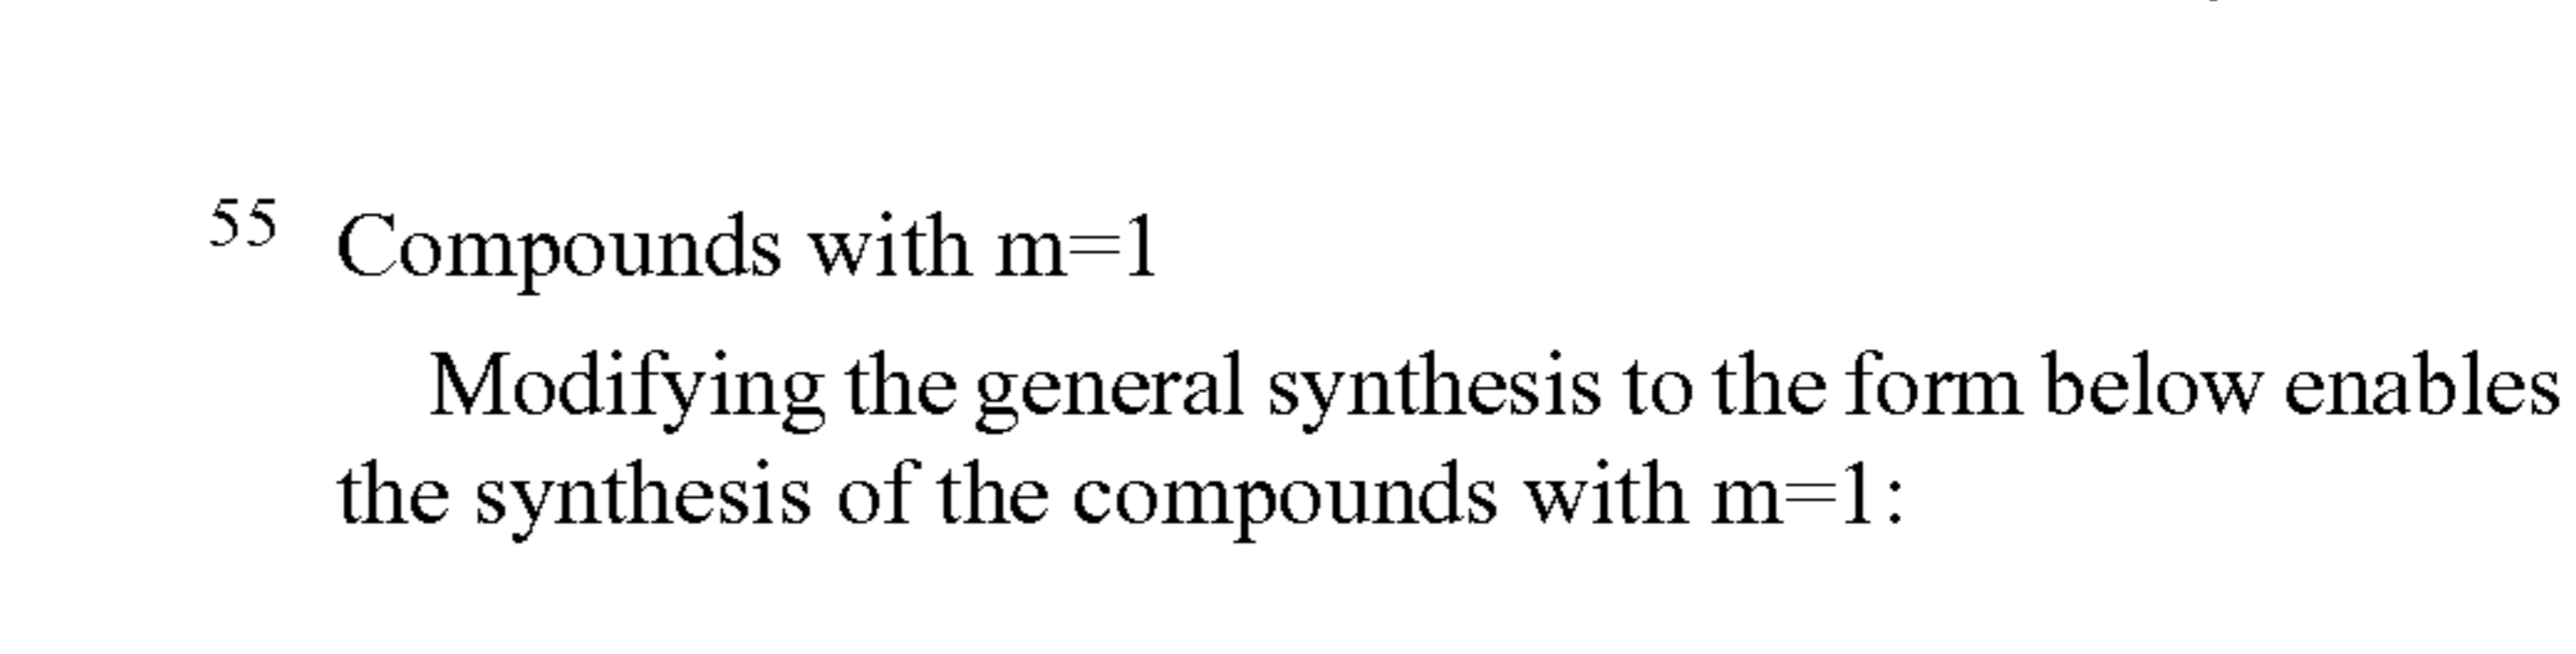 55 Compounds with m=1
Modifying the general synthesis to the form below enables
the synthesis of the compounds with m=1: